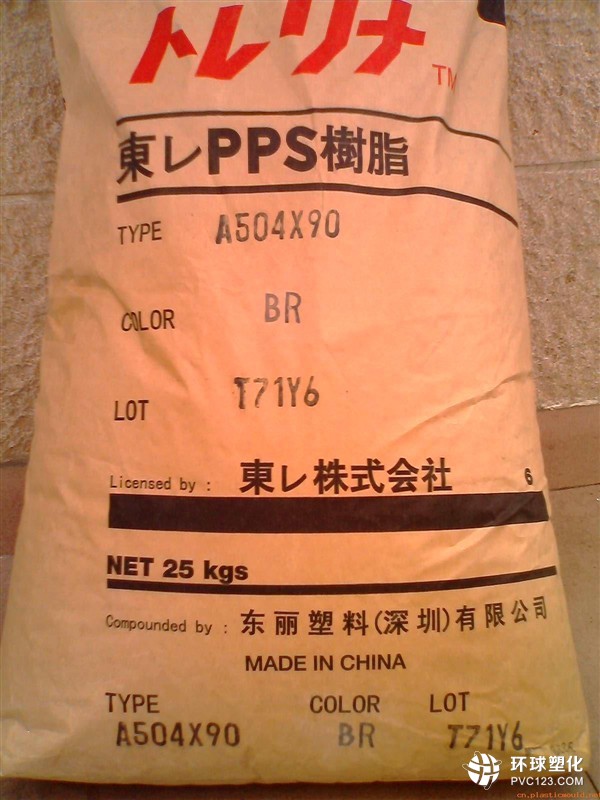 トレリナ
TM
東レPPS樹脂
TYPE A504X90
COLOR BR
LOT T71Y6
Licensed by : 東レ株式会社 6
NET 25 kgs
Compounded by : 东丽塑料(深圳)有限公司
MADE IN CHINA
TYPE COLOR LOT
A504X90 BR T71Y6
环球塑化
PVC123.com
cn.plasticmould.net